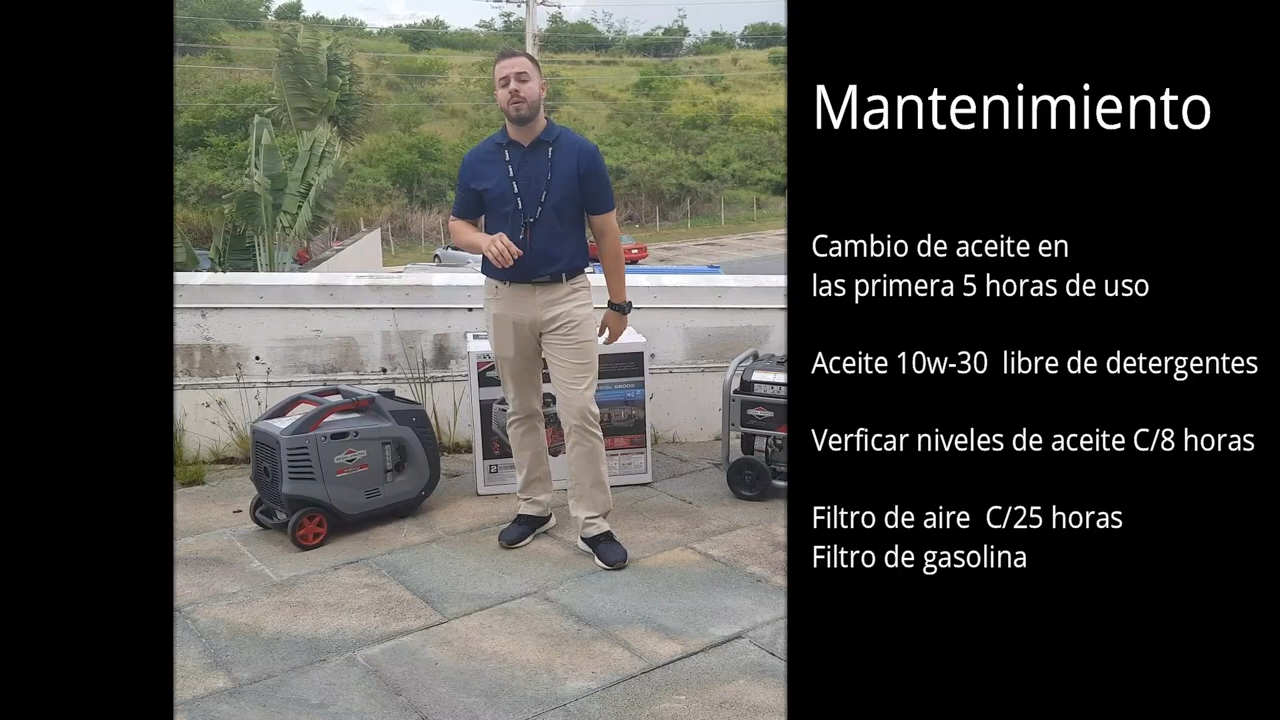 Mantenimiento
Cambio de aceite en
las primera 5 horas de uso
Aceite 10w-30 libre de detergentes
Verficar niveles de aceite C/8 horas
Filtro de aire C/25 horas
Filtro de gasolina